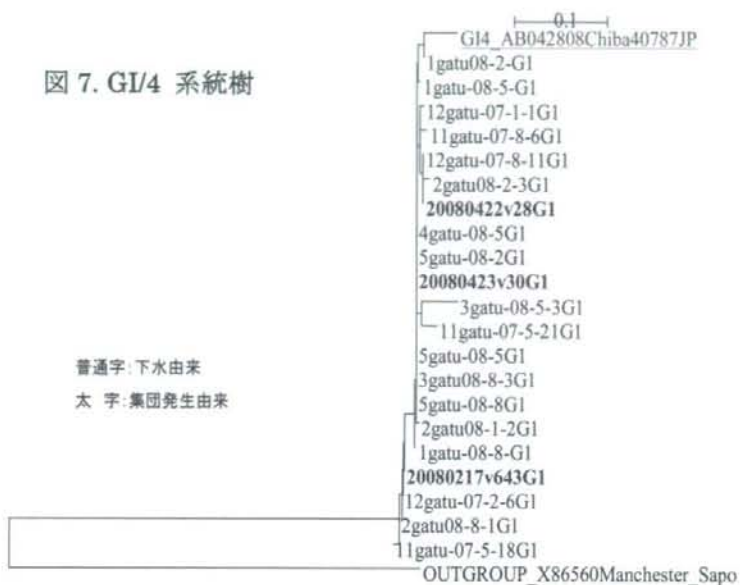 0.1
GI4_AB042808Chiba40787JP
1gatu08-2-G1
図 7. GI/4 系統樹
1gatu-08-5-G1
12gatu-07-1-1G1
11gatu-07-8-6G1
12gatu-07-8-11G1
2gatu08-2-3G1
20080422v28G1
4gatu-08-5G1
5gatu-08-2G1
20080423v30G1
3gatu-08-5-3G1
11gatu-07-5-21G1
5gatu-08-5G1
普通字:下水由来
3gatu08-8-3G1
太 字:集団発生由来
5gatu-08-8G1
2gatu08-1-2G1
1gatu-08-8-G1
20080217v643G1
12gatu-07-2-6G1
2gatu08-8-1G1
11gatu-07-5-18G1
OUTGROUP_X86560Manchester_Sapo